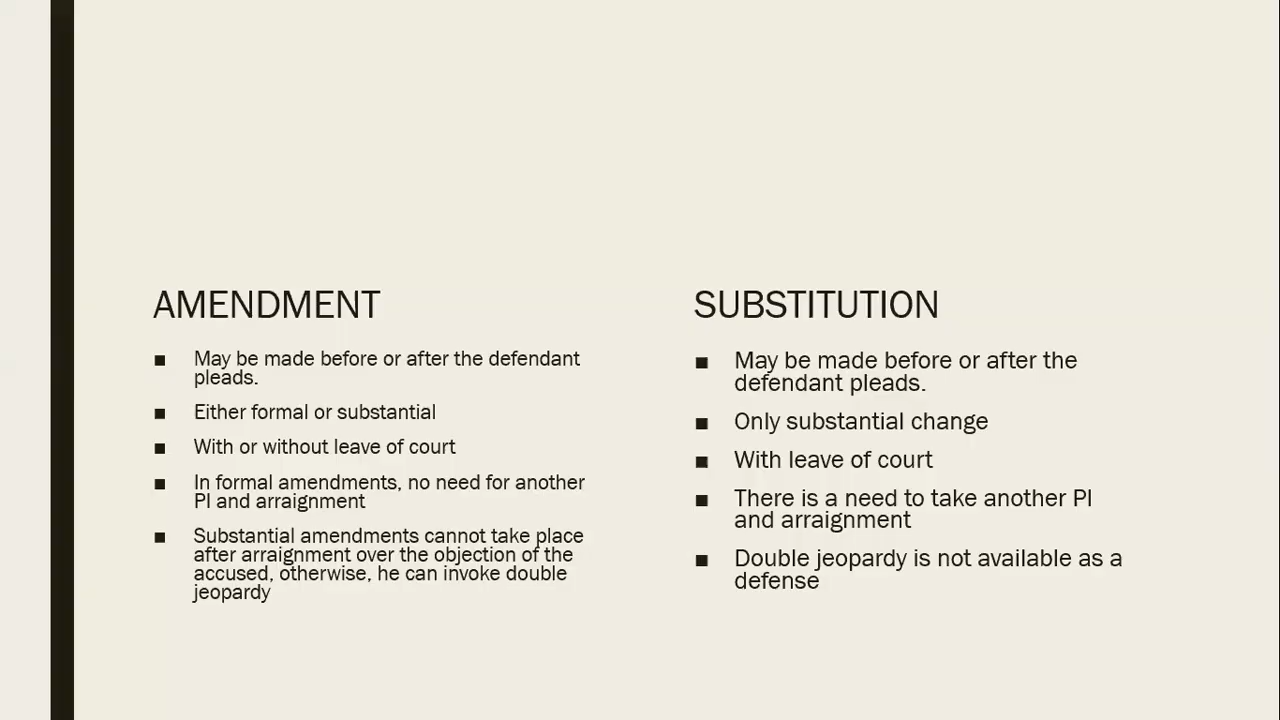 AMENDMENT
■ May be made before or after the defendant
pleads.
■ Either formal or substantial
■ With or without leave of court
■ In formal amendments, no need for another
PI and arraignment
■ Substantial amendments cannot take place
after arraignment over the objection of the
accused, otherwise, he can invoke double
jeopardy
SUBSTITUTION
■ May be made before or after the
defendant pleads.
■ Only substantial change
■ With leave of court
■ There is a need to take another PI
and arraignment
■ Double jeopardy is not available as a
defense